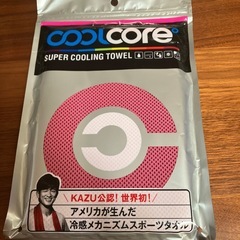 COOLCORE
SUPER COOLING TOWEL
KAZU公認!世界初!
アメリカが生んだ
冷感メカニズムスポーツタオル